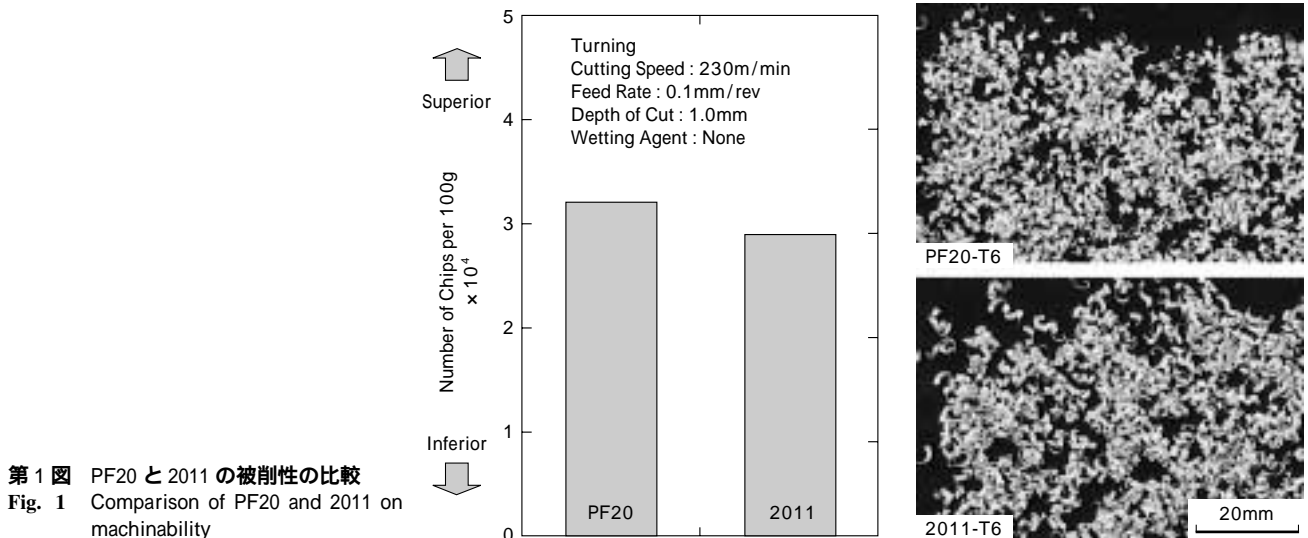 5
4
3
2
1
0
Superior
Number of Chips per 100g
× 10⁴
Inferior
Turning
Cutting Speed : 230m/min
Feed Rate : 0.1mm/rev
Depth of Cut : 1.0mm
Wetting Agent : None
PF20
2011
PF20-T6
2011-T6
20mm
第 1 図 PF20 と 2011 の被削性の比較
Fig. 1 Comparison of PF20 and 2011 on
machinability